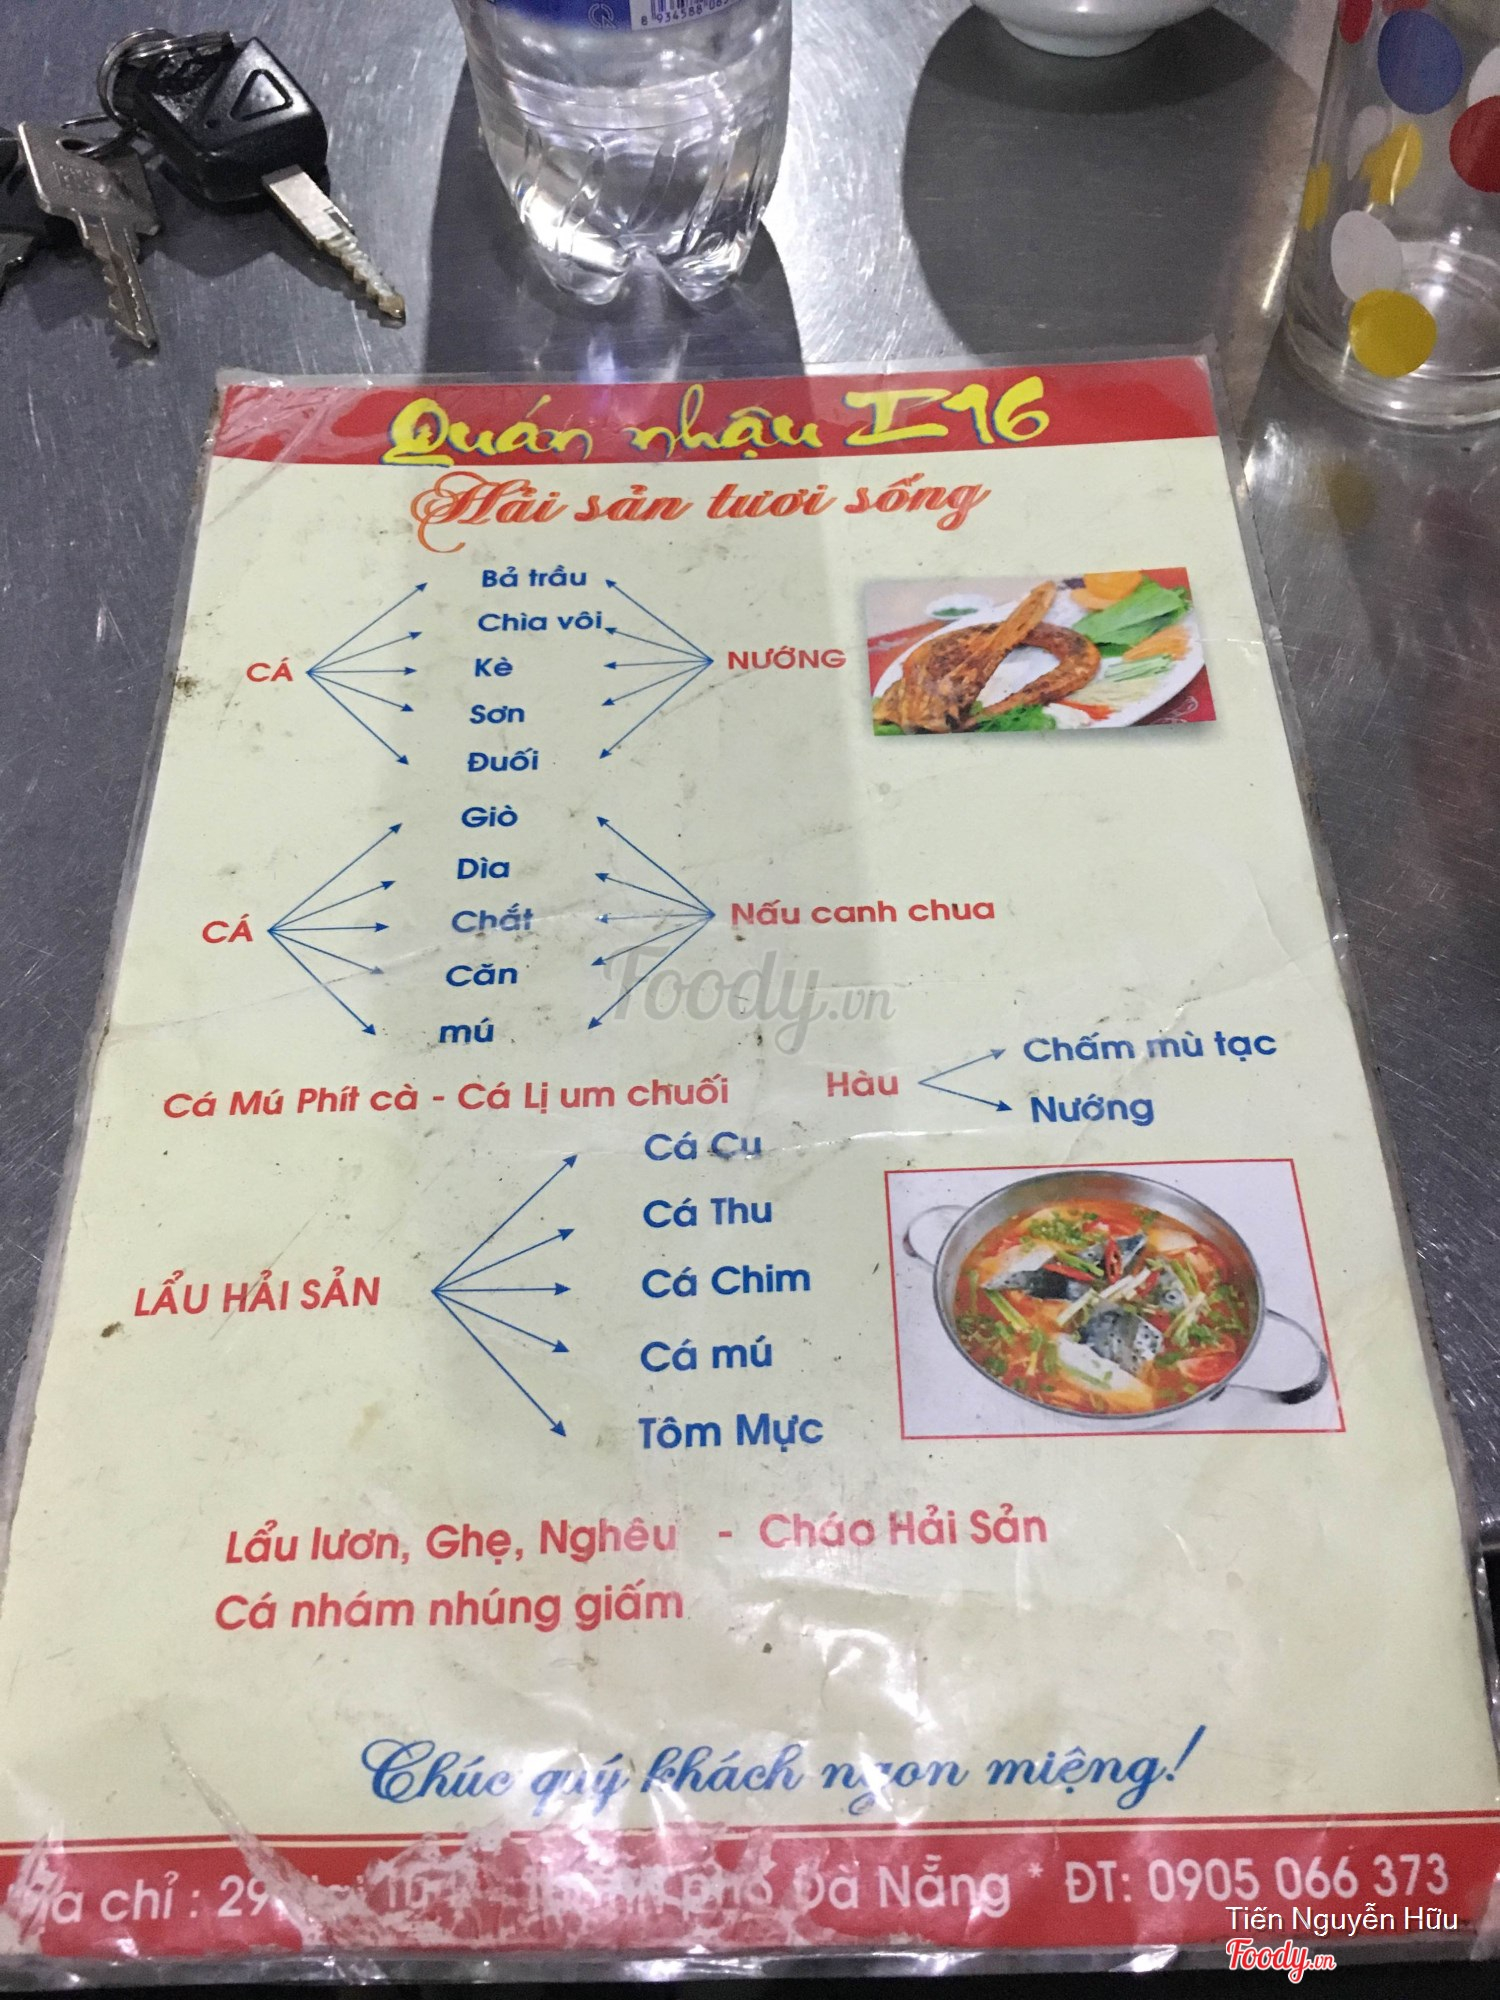 Quán nhậu I16
Hải sản tươi sống
CÁ
Bả trầu
Chìa vôi
Kè
Sơn
Đuối
NƯỚNG
CÁ
Giò
Dìa
Chắt
Căn
mú
Nấu canh chua
Foody.vn
Cá Mú Phít cà - Cá Lị um chuối
Hàu
Chấm mù tạc
Nướng
LẨU HẢI SẢN
Cá Cu
Cá Thu
Cá Chim
Cá mú
Tôm Mực
Lẩu lươn, Ghẹ, Nghêu - Cháo Hải Sản
Cá nhám nhúng giấm
Chúc quý khách ngon miệng!
chỉ : phố Đà Nẵng * ĐT: 0905 066 373
Tiến Nguyễn Hữu
Foody.vn